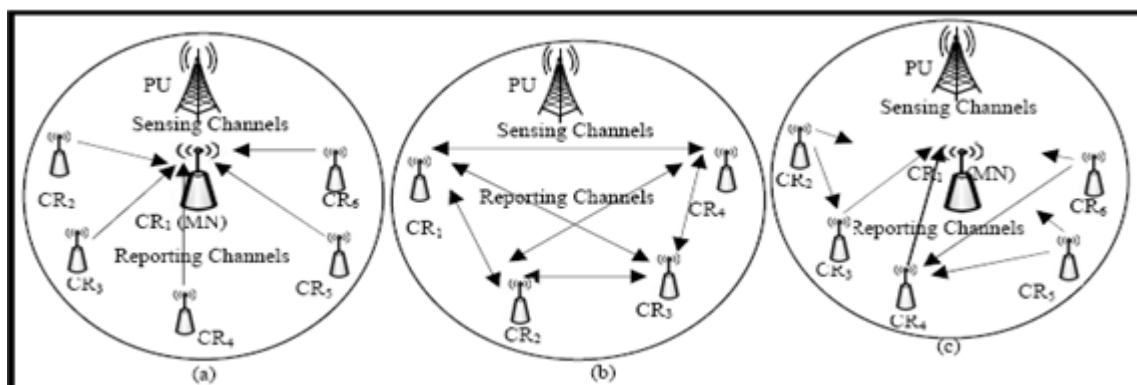 PU
Sensing Channels
CR₂
CR₁ (MN)
CR₆
Reporting Channels
CR₃
CR₅
CR₄
(a)
PU
Sensing Channels
Reporting Channels
CR₁
CR₄
CR₂
CR₃
(b)
PU
Sensing Channels
CR₂
CR₁ (MN)
CR₆
Reporting Channels
CR₃
CR₅
CR₄
(c)